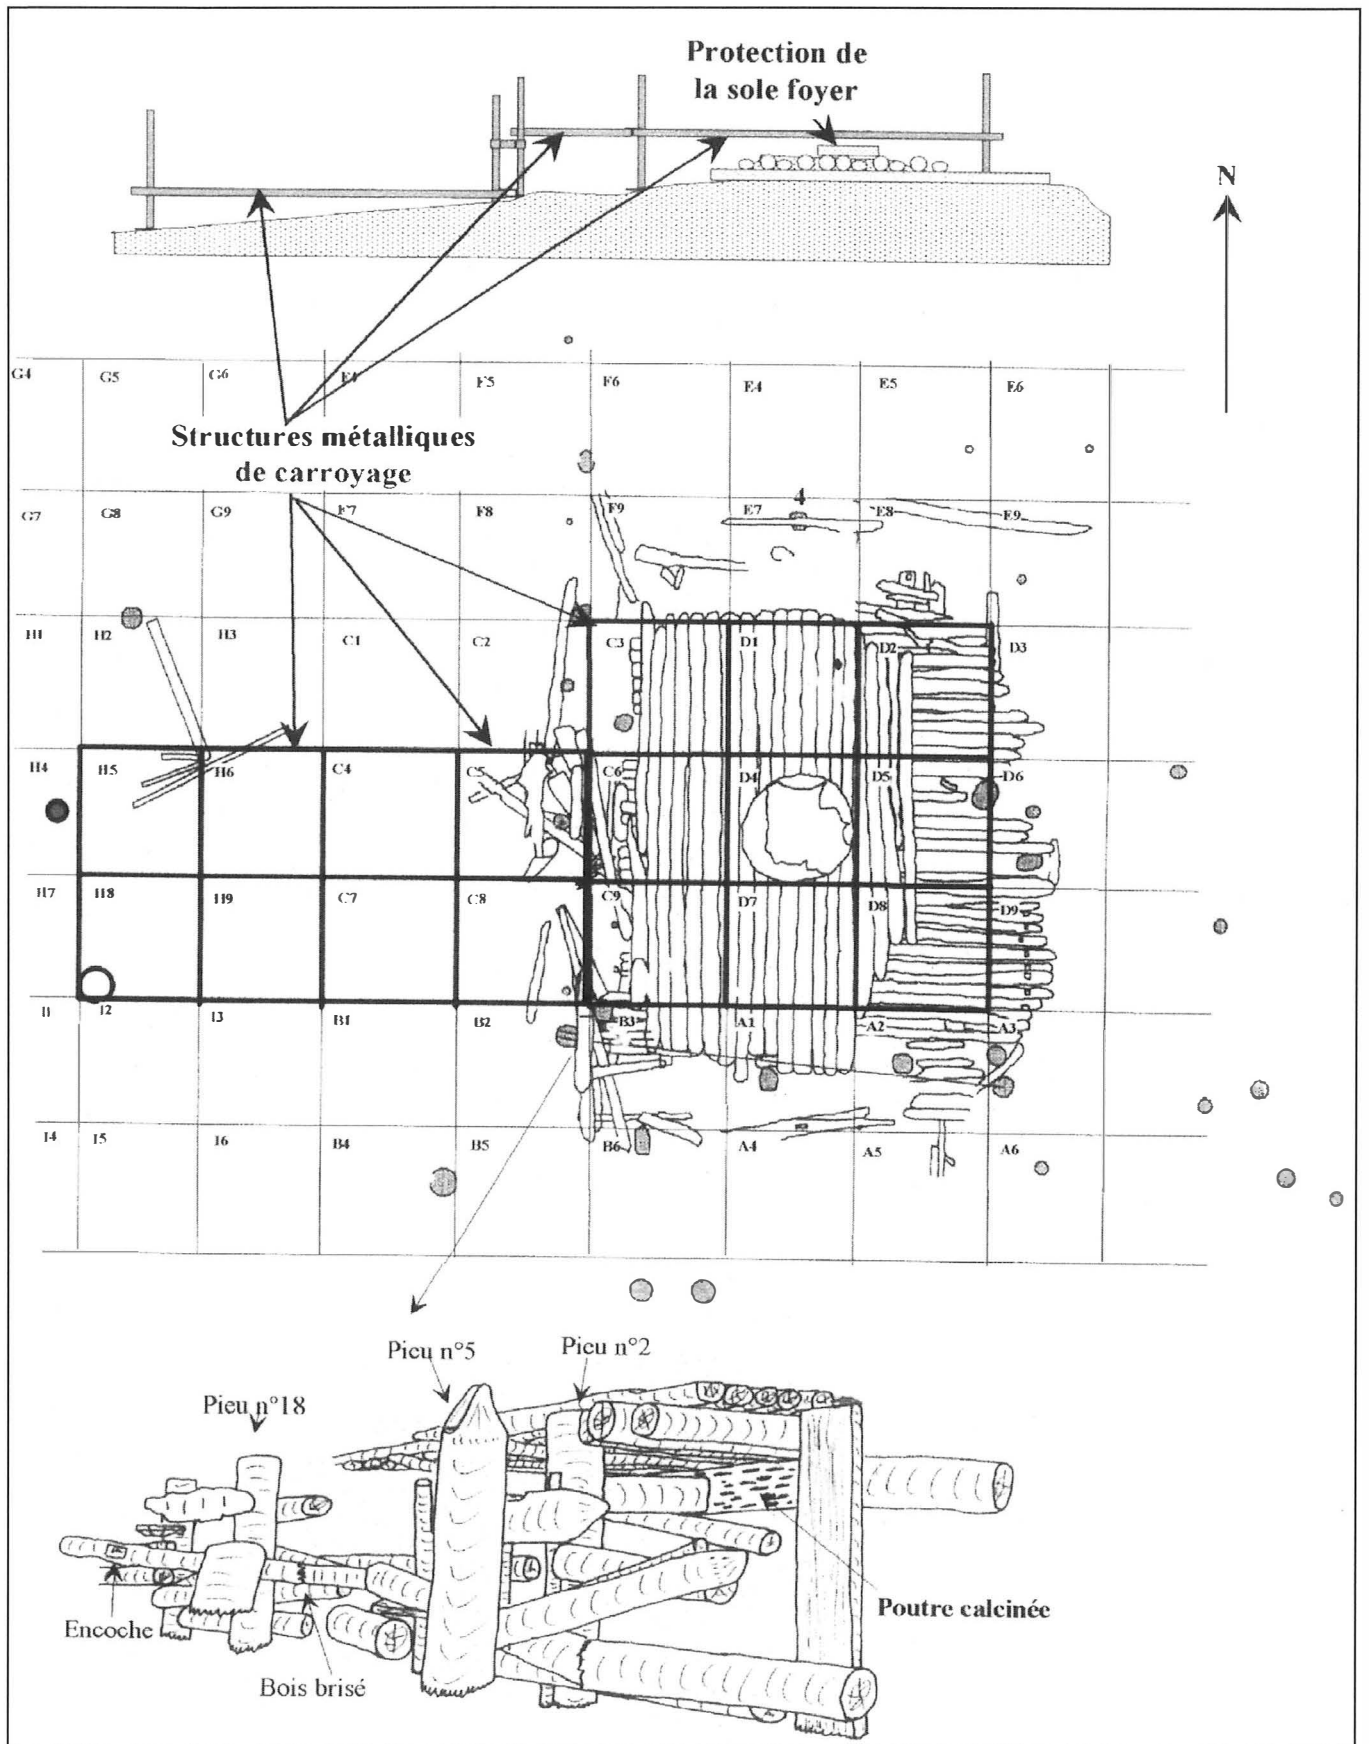 Protection de
la sole foyer
N
G4 G5 G6 F4 F5 F6 E4 E5 E6
Structures métalliques
de carroyage
4
G7 G8 G9 F7 F8 F9 E7 E8 E9
H1 H2 H3 C1 C2 C3 D1 D2 D3
H4 H5 H6 C4 C5 C6 D4 D5 D6
H7 H8 H9 C7 C8 C9 D7 D8 D9
I1 I2 I3 B1 B2 B3 A1 A2 A3
I4 I5 I6 B4 B5 B6 A4 A5 A6
Pieu n°5
Pieu n°2
Pieu n°18
Poutre calcinée
Encoche
Bois brisé